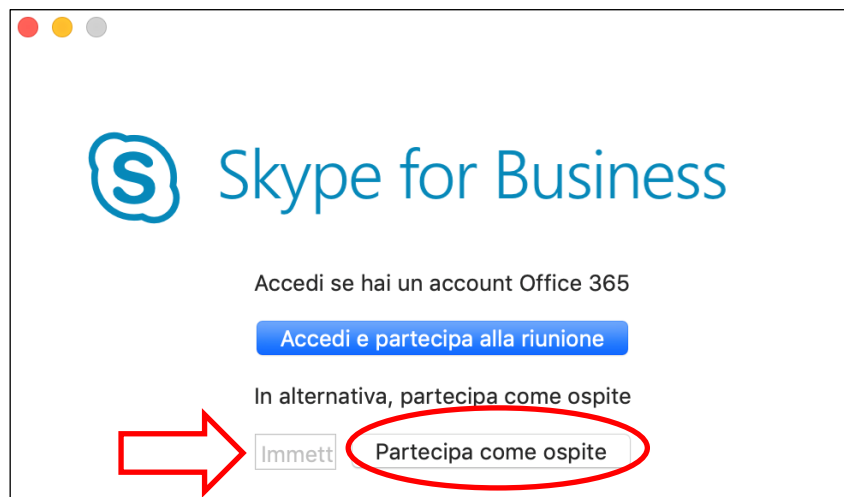 Skype for Business
Accedi se hai un account Office 365
Accedi e partecipa alla riunione
In alternativa, partecipa come ospite
Immett Partecipa come ospite